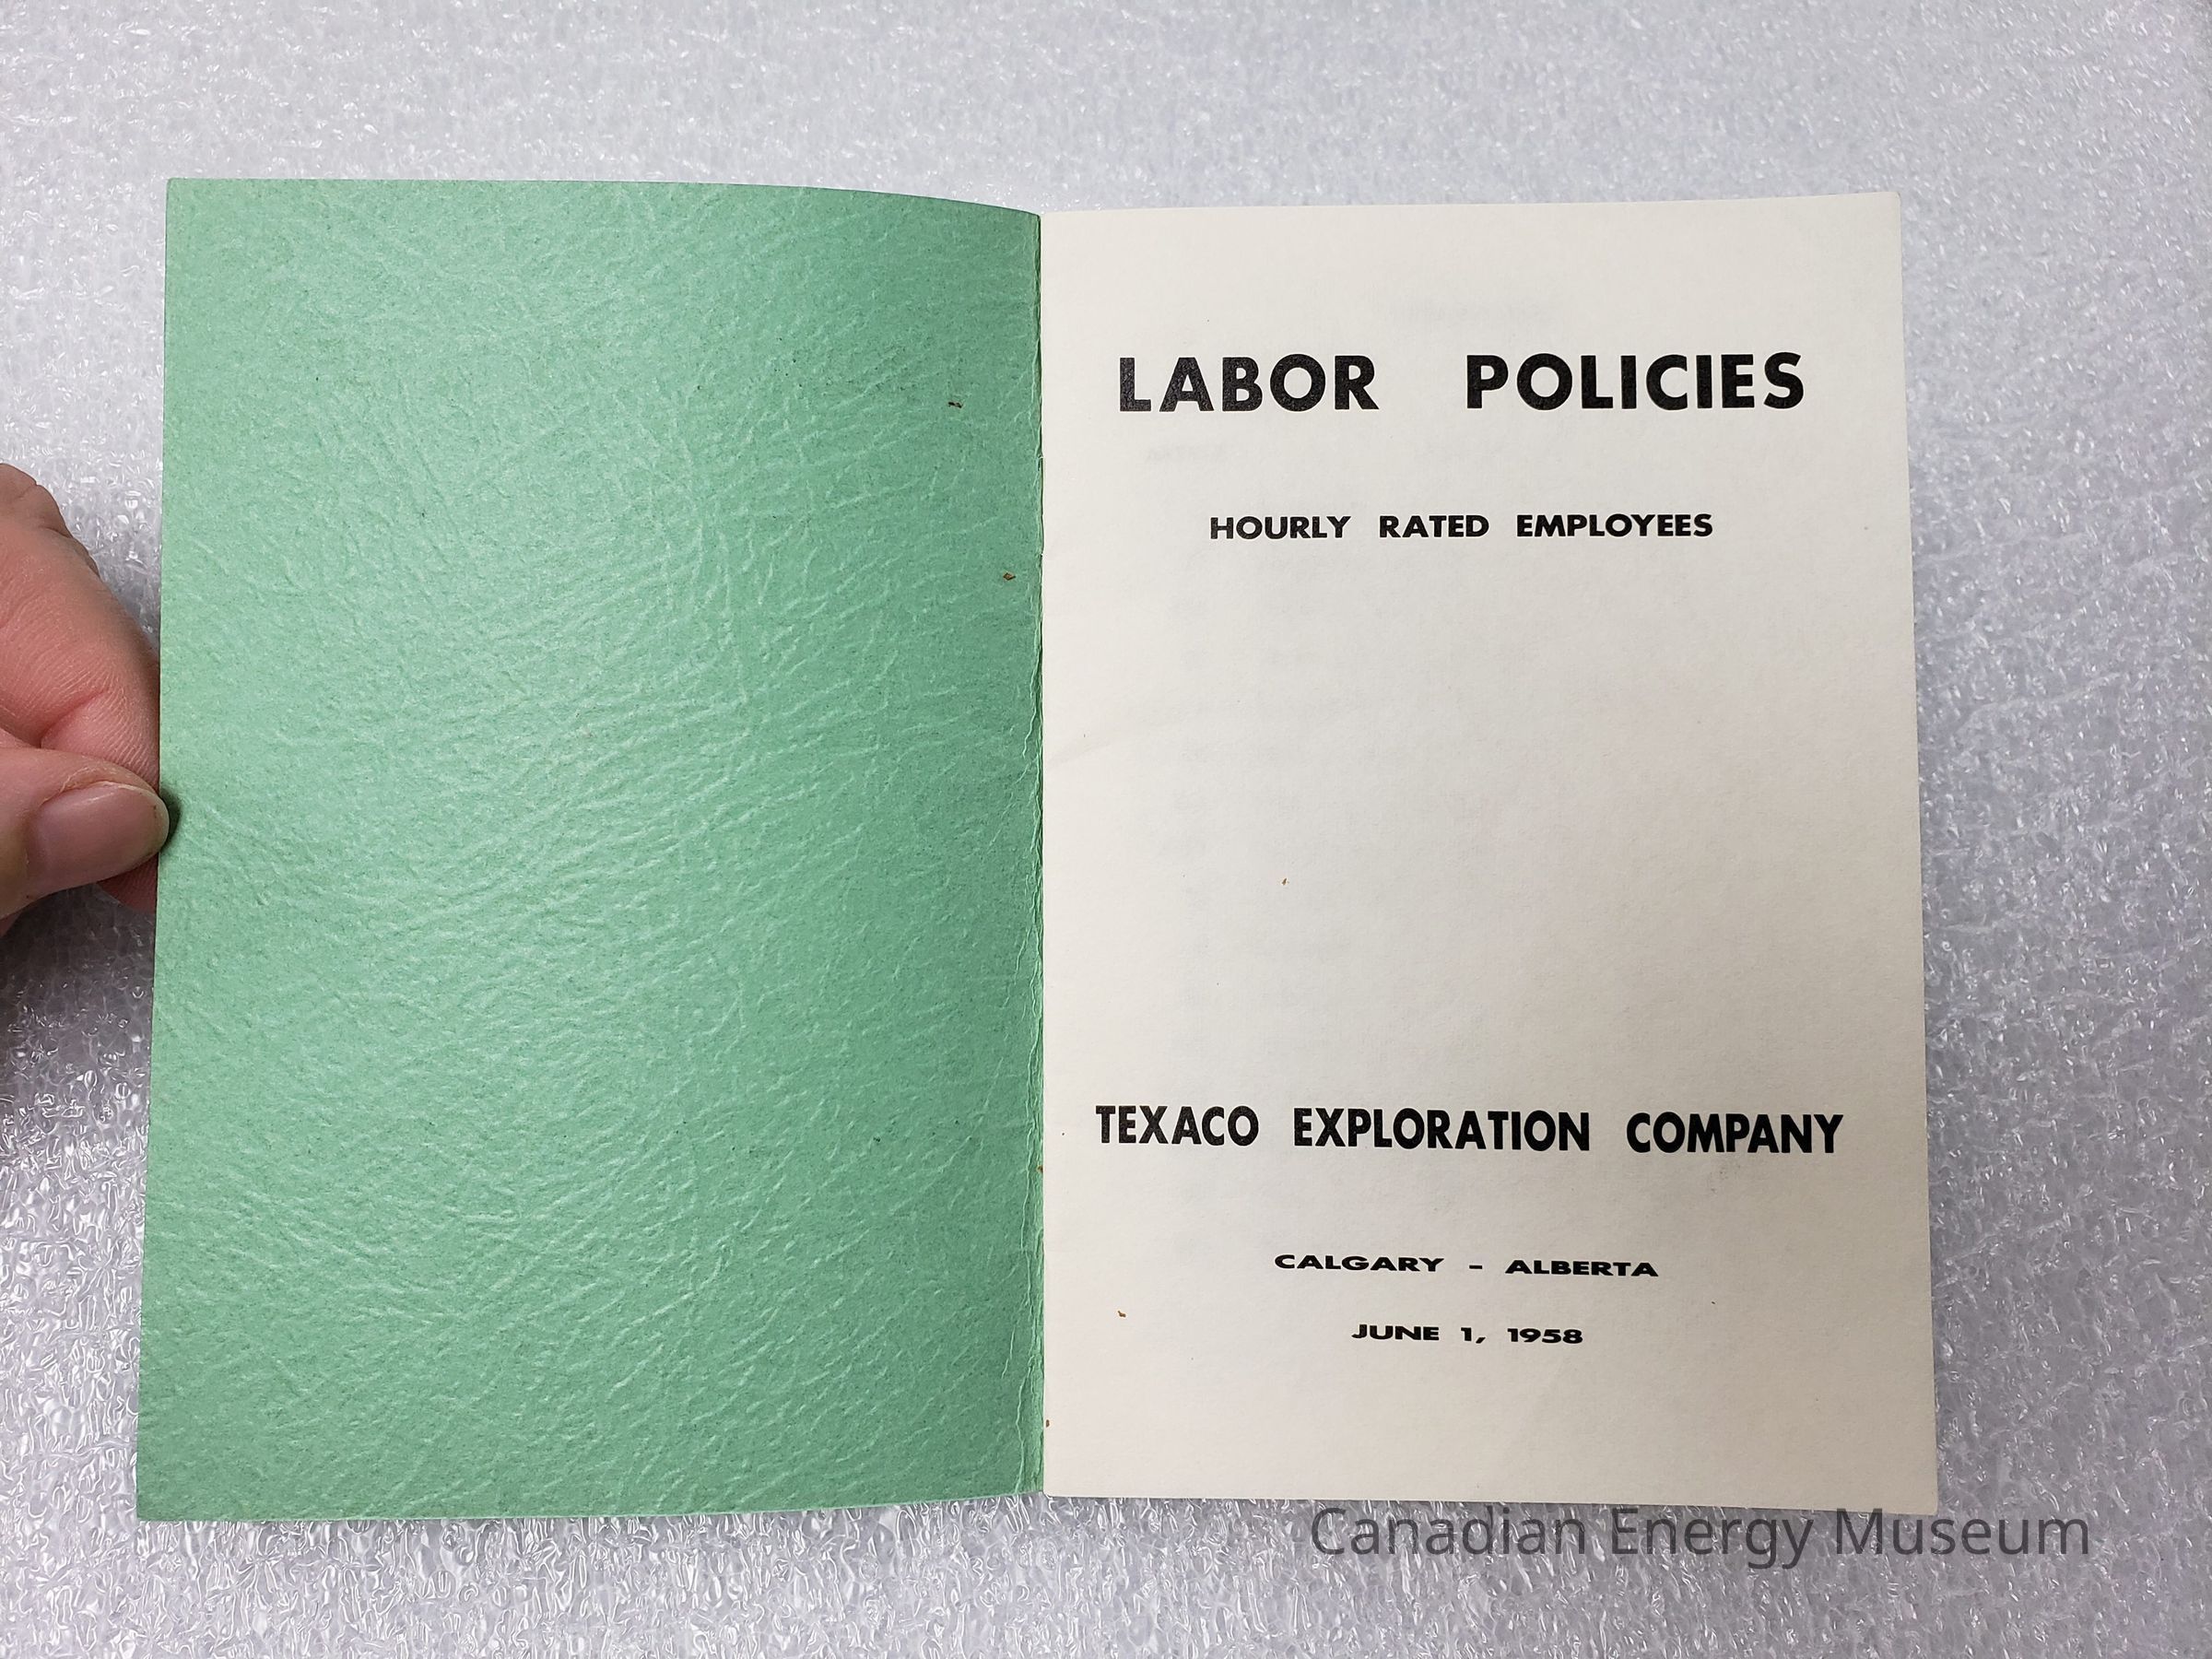 LABOR POLICIES
HOURLY RATED EMPLOYEES
TEXACO EXPLORATION COMPANY
CALGARY - ALBERTA
JUNE 1, 1958
Canadian Energy Museum